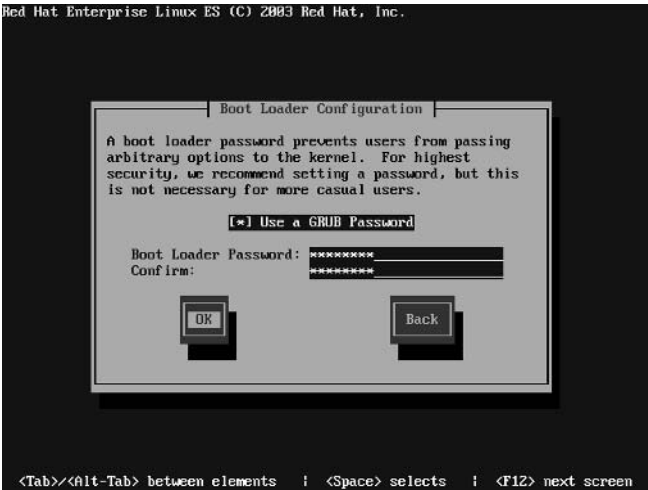 Red Hat Enterprise Linux ES (C) 2003 Red Hat, Inc.
Boot Loader Configuration
A boot loader password prevents users from passing
arbitrary options to the kernel.  For highest
security, we recommend setting a password, but this
is not necessary for more casual users.
[*] Use a GRUB Password
Boot Loader Password: ********
Confirm: ********
OK Back
<Tab>/<Alt-Tab> between elements | <Space> selects | <F12> next screen